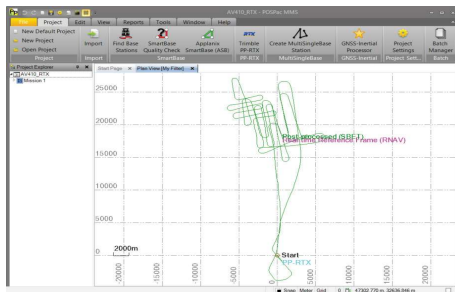 AV410_RTX - POSPac MMS
File Project Edit View Reports Tools Window Help
New Default Project
New Project
Open Project
Import
Find Base Stations
SmartBase Quality Check
Applanix SmartBase (ASB)
RTX
Trimble PP-RTX
Create MultiSingleBase Station
GNSS-Inertial Processor
Project Settings
Batch Manager
Project Import SmartBase PP-RTX MultiSingleBase GNSS-Inertial Project Setti... Batch
Project Explorer
Start Page Plan View [My Filter]
AV410_RTX
Mission 1
25000
20000
Post-processed (SBET)
Real-time Reference Frame (RNAV)
15000
10000
5000
0
2000m
Start
PP-RTX
-20000 -15000 -10000 -5000 0 5000 10000 15000 20000
Snap Meter Grid